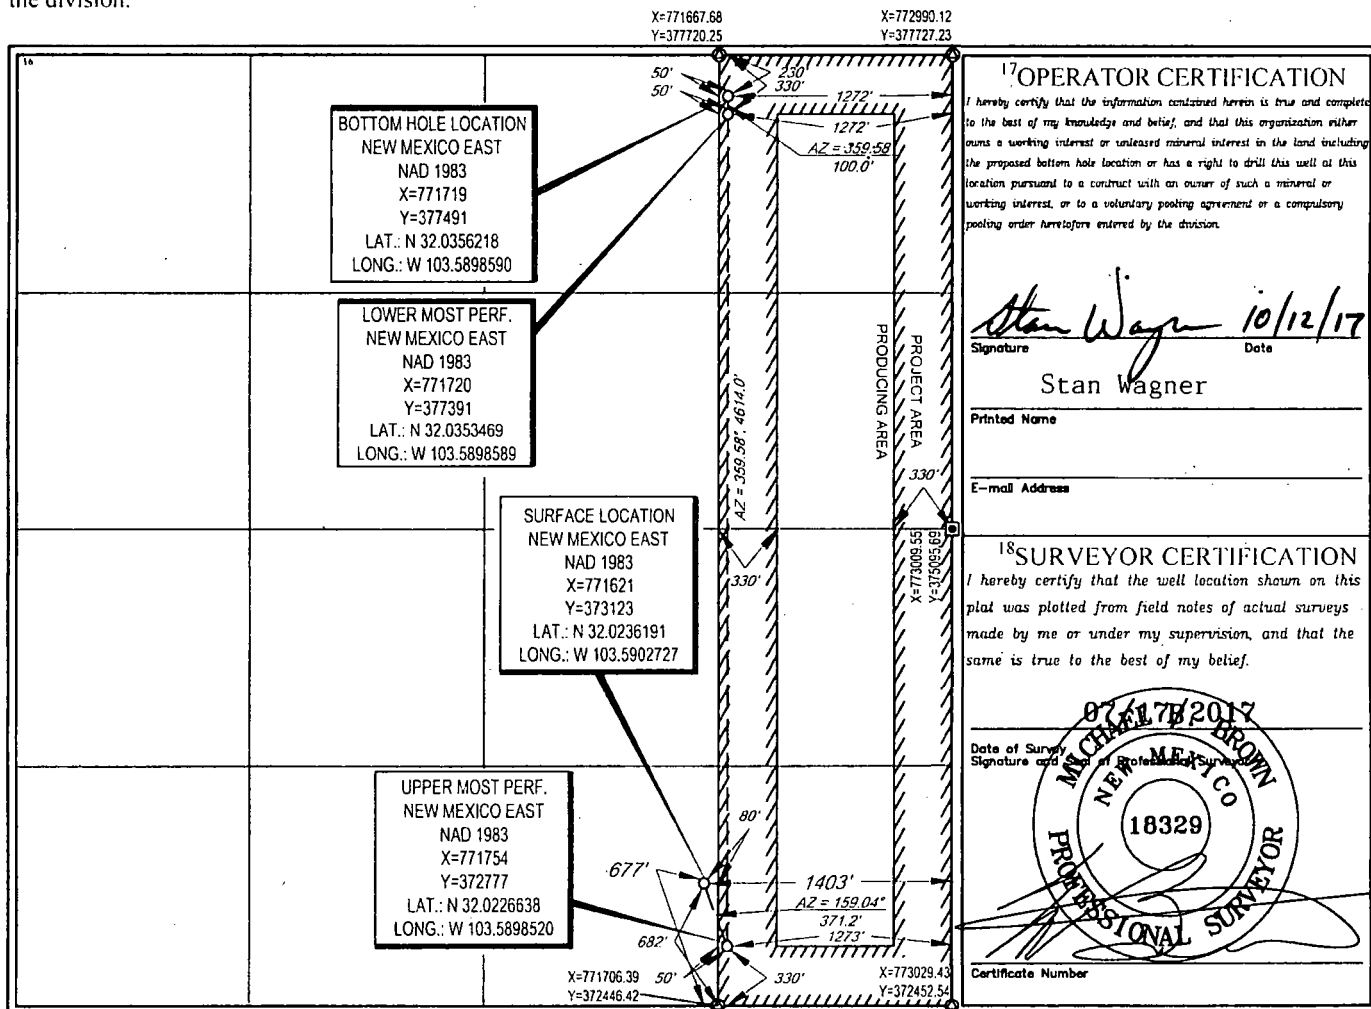 the division.
X=771667.68
Y=377720.25
X=772990.12
Y=377727.23
16
50'
50'
230'
330'
1272'
1272'
AZ = 359.58
100.0'
BOTTOM HOLE LOCATION
NEW MEXICO EAST
NAD 1983
X=771719
Y=377491
LAT.: N 32.0356218
LONG.: W 103.5898590
LOWER MOST PERF.
NEW MEXICO EAST
NAD 1983
X=771720
Y=377391
LAT.: N 32.0353469
LONG.: W 103.5898589
AZ = 359.58°, 4614.0'
PRODUCING AREA
PROJECT AREA
330'
330'
X=773009.55
Y=375095.69
SURFACE LOCATION
NEW MEXICO EAST
NAD 1983
X=771621
Y=373123
LAT.: N 32.0236191
LONG.: W 103.5902727
UPPER MOST PERF.
NEW MEXICO EAST
NAD 1983
X=771754
Y=372777
LAT.: N 32.0226638
LONG.: W 103.5898520
80'
677'
1403'
AZ = 159.04°
371.2'
1273'
682'
50'
330'
X=771706.39
Y=372446.42
X=773029.43
Y=372452.54
17 OPERATOR CERTIFICATION
I hereby certify that the information contained herein is true and complete
to the best of my knowledge and belief, and that this organization either
owns a working interest or unleased mineral interest in the land including
the proposed bottom hole location or has a right to drill this well at this
location pursuant to a contract with an owner of such a mineral or
working interest, or to a voluntary pooling agreement or a compulsory
pooling order heretofore entered by the division.
Stan Wagner 10/12/17
Signature Date
Stan Wagner
Printed Name
E-mail Address
18 SURVEYOR CERTIFICATION
I hereby certify that the well location shown on this
plat was plotted from field notes of actual surveys
made by me or under my supervision, and that the
same is true to the best of my belief.
07/17/2017
Date of Survey
Signature and Seal of Professional Surveyor
MICHAEL B. BROWN
NEW MEXICO
18329
PROFESSIONAL SURVEYOR
Certificate Number